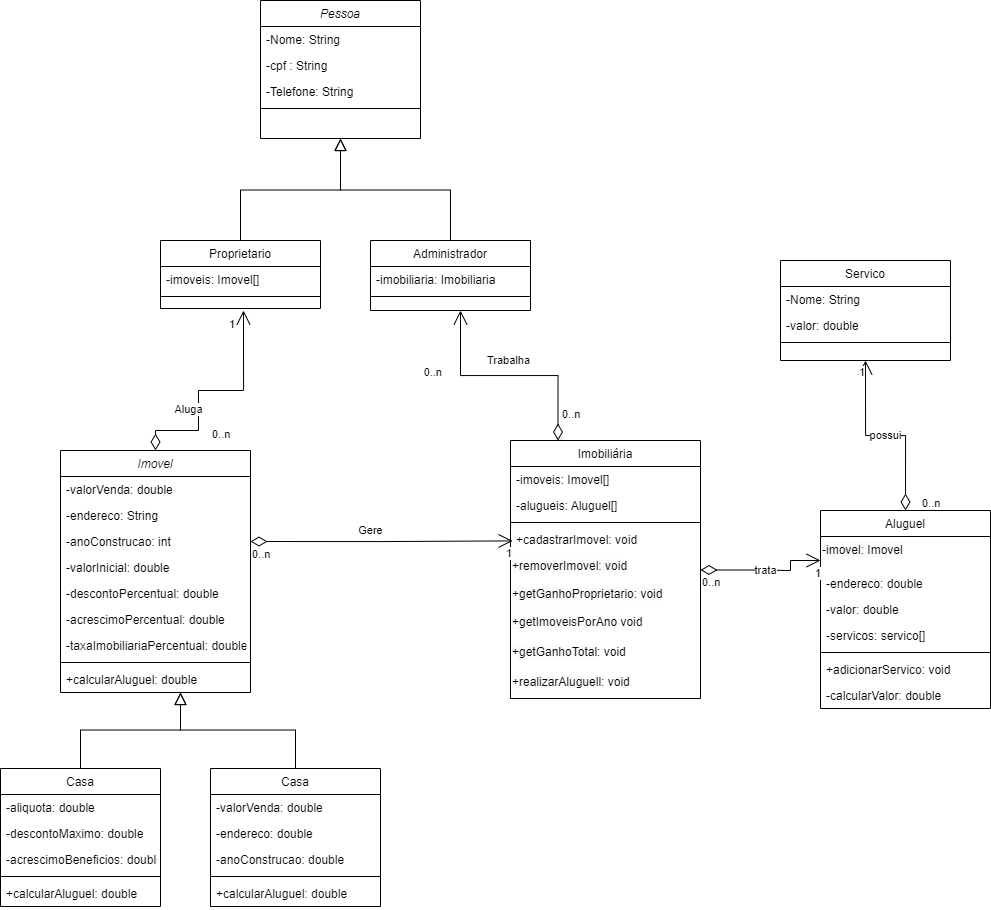 Pessoa
-Nome: String
-cpf : String
-Telefone: String
Proprietario
-imoveis: Imovel[]
Administrador
-imobiliaria: Imobiliaria
Servico
-Nome: String
-valor: double
1
Aluga
0..n
Trabalha
0..n
0..n
1
possui
0..n
Imovel
-valorVenda: double
-endereco: String
-anoConstrucao: int
-valorInicial: double
-descontoPercentual: double
-acrescimoPercentual: double
-taxaImobiliariaPercentual: double
+calcularAluguel: double
Gere
0..n
1
Imobiliária
-imoveis: Imovel[]
-alugueis: Aluguel[]
+cadastrarImovel: void
+removerImovel: void
+getGanhoProprietario: void
+getImoveisPorAno void
+getGanhoTotal: void
+realizarAluguell: void
trata
0..n
1
Aluguel
-imovel: Imovel
-endereco: double
-valor: double
-servicos: servico[]
+adicionarServico: void
-calcularValor: double
Casa
-aliquota: double
-descontoMaximo: double
-acrescimoBeneficios: doubl
+calcularAluguel: double
Casa
-valorVenda: double
-endereco: double
-anoConstrucao: double
+calcularAluguel: double